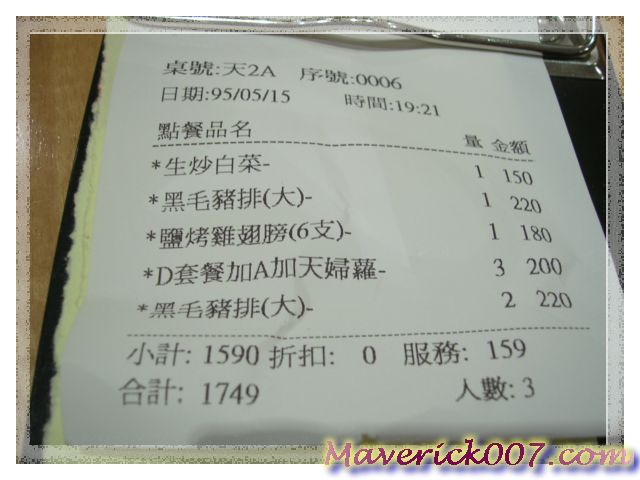 桌號:天2A 序號:0006
日期:95/05/15 時間:19:21
點餐品名 量 金額
*生炒白菜- 1 150
*黑毛豬排(大)- 1 220
*鹽烤雞翅膀(6支)- 1 180
*D套餐加A加天婦蘿- 3 200
*黑毛豬排(大)- 2 220
小計: 1590 折扣: 0 服務: 159
合計: 1749 人數: 3
Maverick007.com